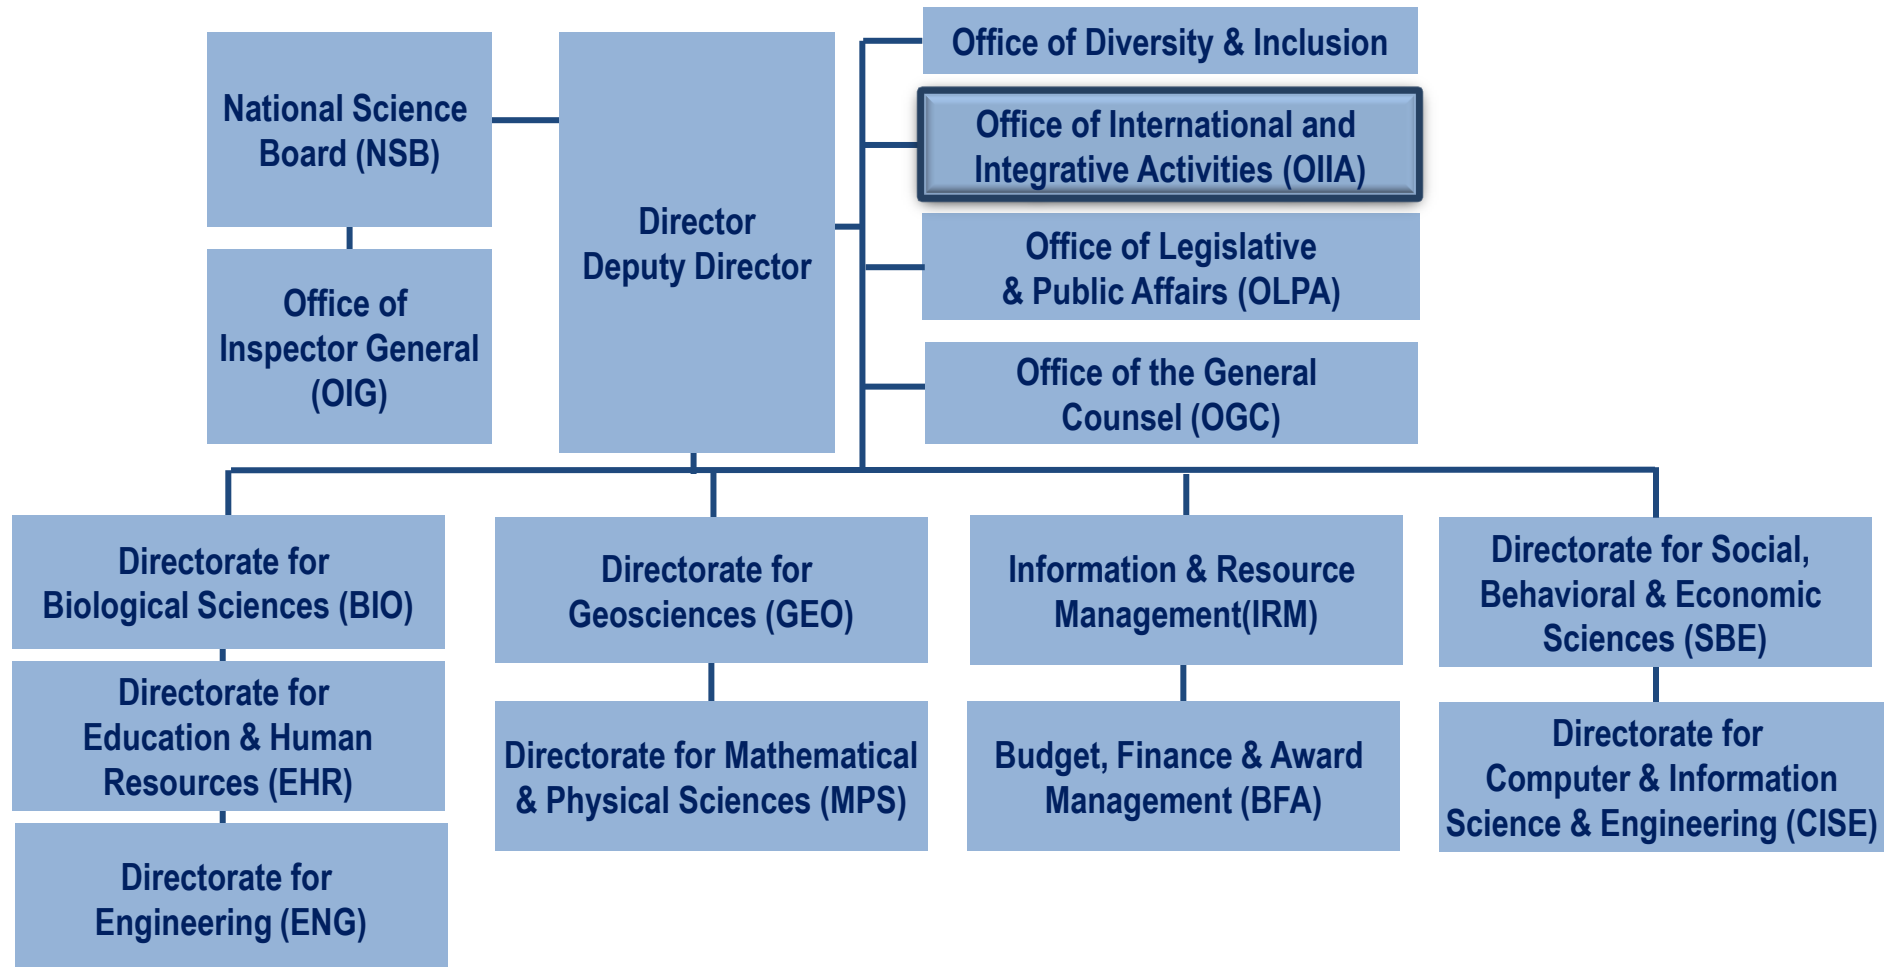 National Science
Board (NSB)
Office of
Inspector General
(OIG)
Director
Deputy Director
Office of Diversity & Inclusion
Office of International and
Integrative Activities (OIIA)
Office of Legislative
& Public Affairs (OLPA)
Office of the General
Counsel (OGC)
Directorate for
Biological Sciences (BIO)
Directorate for
Education & Human
Resources (EHR)
Directorate for
Engineering (ENG)
Directorate for
Geosciences (GEO)
Directorate for Mathematical
& Physical Sciences (MPS)
Information & Resource
Management(IRM)
Budget, Finance & Award
Management (BFA)
Directorate for Social,
Behavioral & Economic
Sciences (SBE)
Directorate for
Computer & Information
Science & Engineering (CISE)